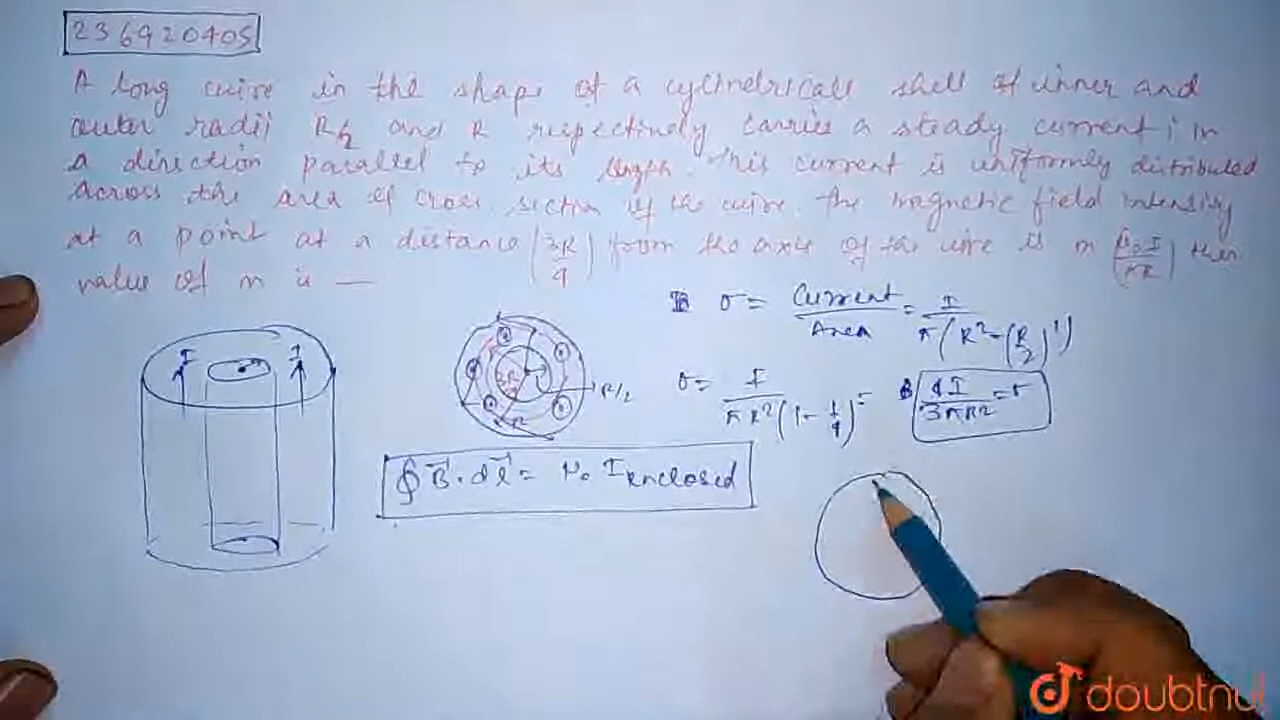 236920405
A long wire in the shape of a cylindrical shell of inner and
outer radii R/2 and R respectively carries a steady current i in
a direction parallel to its length. This current is uniformly distributed
across the area of cross section of the wire. The magnetic field intensity
at a point at a distance (3R/4) from the axis of the wire is n (μ₀I/πR) then
value of n is —
σ = Current/Area = I/π(R² - (R/2)²)
I I
R/2
R
σ = I/πR²(1 - 1/4) = 4I/3πR² = σ
∮ B⃗ . dl⃗ = μ₀ I Enclosed
doubtnut